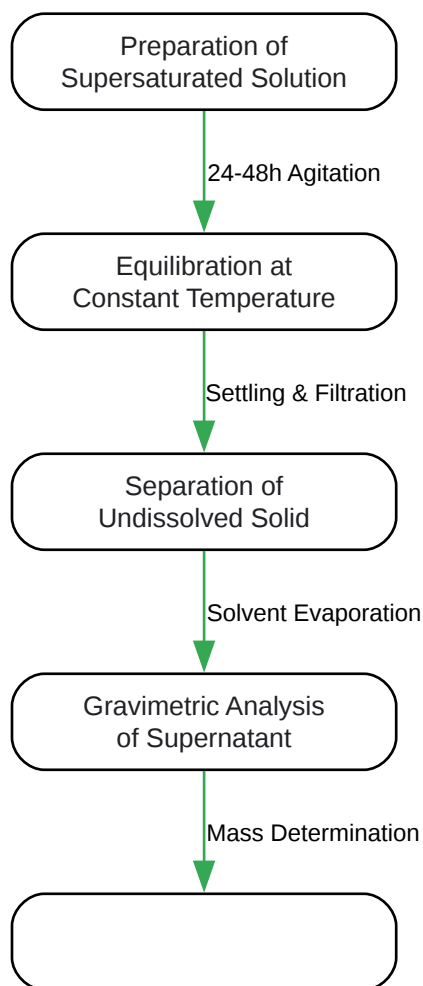 Preparation of
Supersaturated Solution
24-48h Agitation
Equilibration at
Constant Temperature
Settling & Filtration
Separation of
Undissolved Solid
Solvent Evaporation
Gravimetric Analysis
of Supernatant
Mass Determination